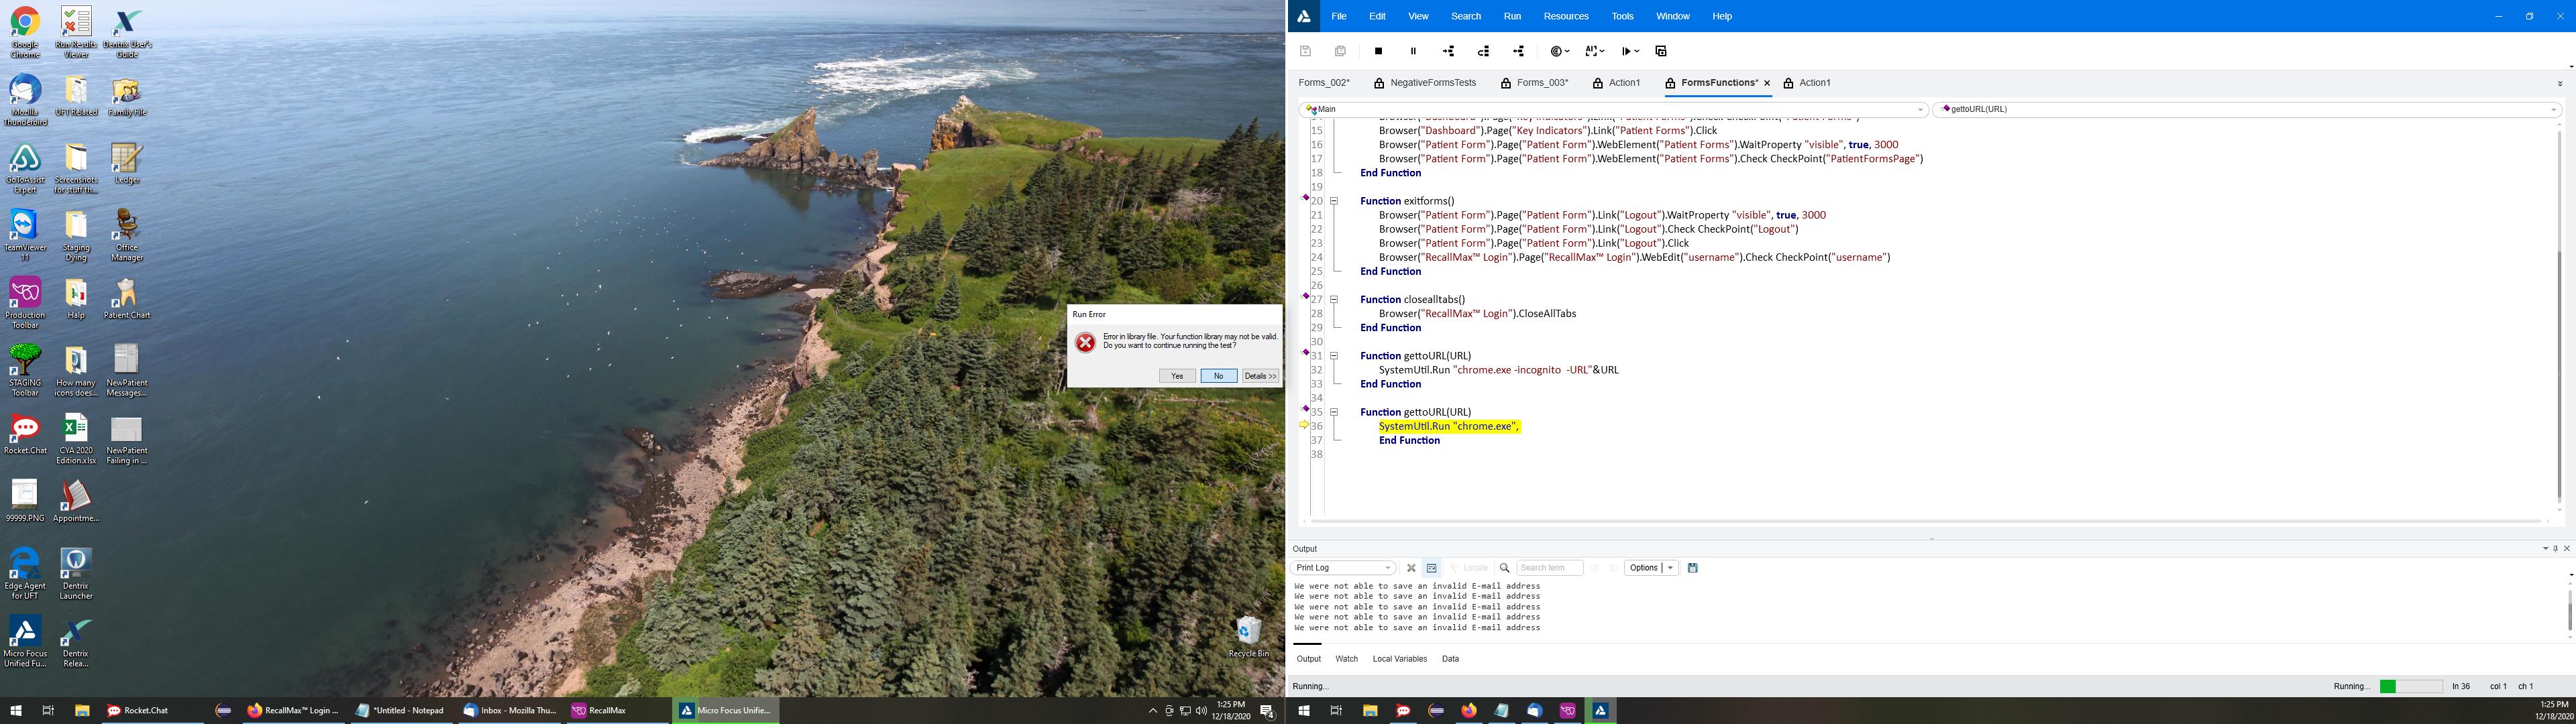 Google Chrome
Run Results Viewer
Dentrix User's Guide
Mozilla Thunderbird
UFT Related
Family File
GoToAssist Expert
Screenshots for stuff th...
Ledger
TeamViewer 11
Staging Dying
Office Manager
Production Toolbar
Halp
Patient Chart
STAGING Toolbar
How many icons does...
NewPatient Messages...
Rocket.Chat
CYA 2020 Edition.xlsx
NewPatient Failing in ...
99999.PNG
Appointme...
Edge Agent for UFT
Dentrix Launcher
Micro Focus Unified Fu...
Dentrix Relea...
Recycle Bin
Run Error
Error in library file. Your function library may not be valid.
Do you want to continue running the test?
Yes No Details >>
Rocket.Chat
RecallMax™ Login ...
*Untitled - Notepad
Inbox - Mozilla Thu...
RecallMax
Micro Focus Unifie...
1:25 PM
12/18/2020
4
File Edit View Search Run Resources Tools Window Help
Forms_002* NegativeFormsTests Forms_003* Action1 FormsFunctions* Action1
Main
gettoURL(URL)
15 Browser("Dashboard").Page("Key Indicators").Link("Patient Forms").Click
16 Browser("Patient Form").Page("Patient Form").WebElement("Patient Forms").WaitProperty "visible", true, 3000
17 Browser("Patient Form").Page("Patient Form").WebElement("Patient Forms").Check CheckPoint("PatientFormsPage")
18 End Function
19
20 Function exitforms()
21 Browser("Patient Form").Page("Patient Form").Link("Logout").WaitProperty "visible", true, 3000
22 Browser("Patient Form").Page("Patient Form").Link("Logout").Check CheckPoint("Logout")
23 Browser("Patient Form").Page("Patient Form").Link("Logout").Click
24 Browser("RecallMax™ Login").Page("RecallMax™ Login").WebEdit("username").Check CheckPoint("username")
25 End Function
26
27 Function closealltabs()
28 Browser("RecallMax™ Login").CloseAllTabs
29 End Function
30
31 Function gettoURL(URL)
32 SystemUtil.Run "chrome.exe -incognito  -URL"&URL
33 End Function
34
35 Function gettoURL(URL)
36 SystemUtil.Run "chrome.exe",
37 End Function
38
Output
Print Log
Locate
Search term
Options
We were not able to save an invalid E-mail address
We were not able to save an invalid E-mail address
We were not able to save an invalid E-mail address
We were not able to save an invalid E-mail address
We were not able to save an invalid E-mail address
Output Watch Local Variables Data
Running...
Running... ln 36 col 1 ch 1
1:25 PM
12/18/2020